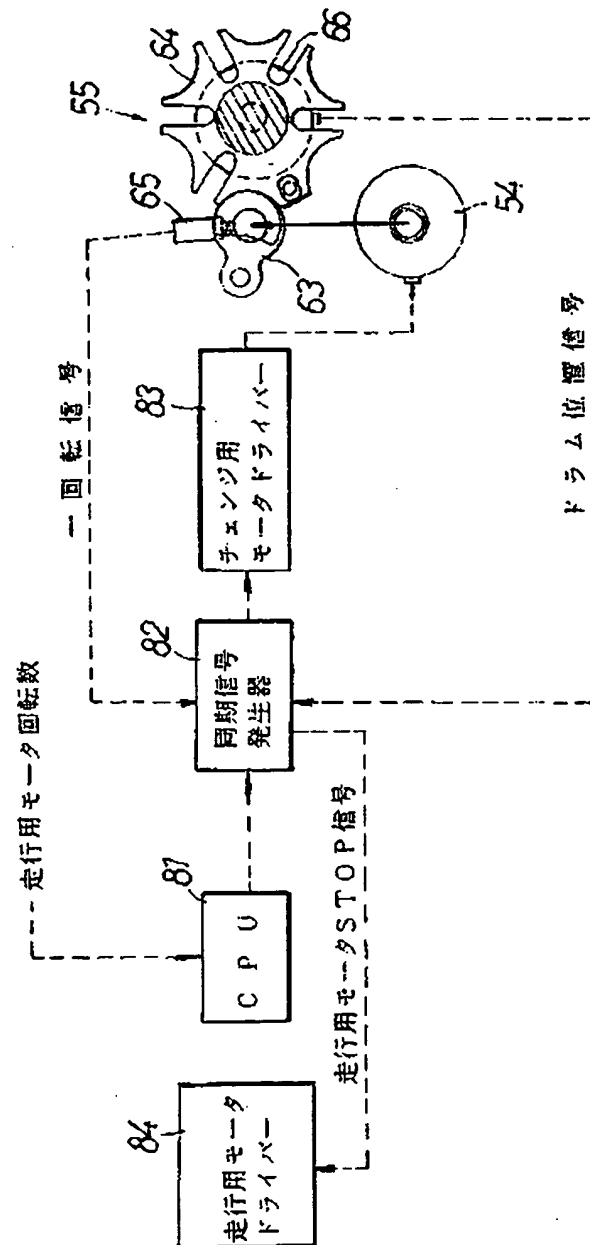 55
64
66
65
63
54
一回転信号
83
チェンジ用
モータドライバー
ドラム位置信号
82
同期信号
発生器
走行用モータ回転数
81
CPU
走行用モータSTOP信号
84
走行用モータ
ドライバー